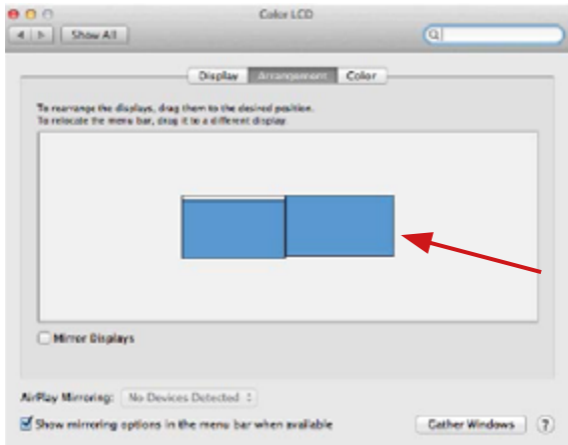 Color LCD
Show All
Display Arrangement Color
To rearrange the displays, drag them to the desired position.
To relocate the menu bar, drag it to a different display.
Mirror Displays
AirPlay Mirroring: No Devices Detected
Show mirroring options in the menu bar when available
Gather Windows ?